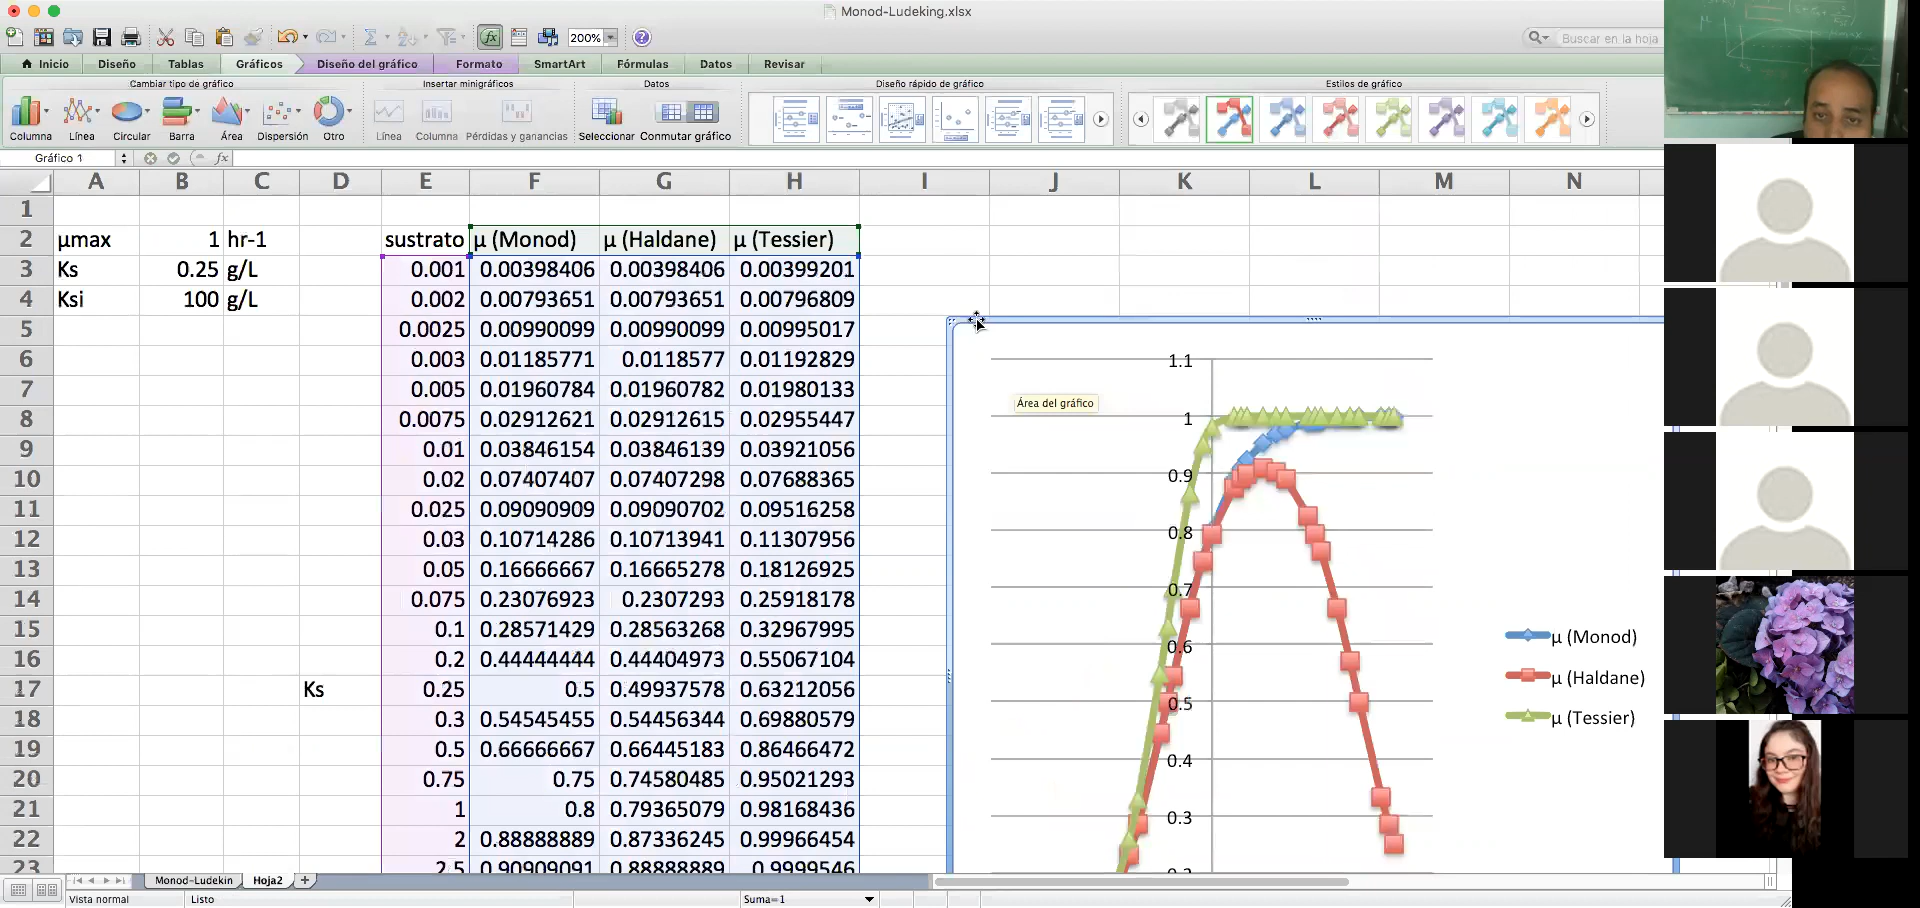 Monod-Ludeking.xlsx
200%
Buscar en la hoja
Inicio Diseño Tablas Gráficos Diseño del gráfico Formato SmartArt Fórmulas Datos Revisar
Cambiar tipo de gráfico Insertar minigráficos Datos Diseño rápido de gráfico Estilos de gráfico
Columna Línea Circular Barra Área Dispersión Otro Línea Columna Pérdidas y ganancias Seleccionar Conmutar gráfico
Gráfico 1 fx
A B C D E F G H I J K L M N
1
2 μmax 1 hr-1 sustrato μ (Monod) μ (Haldane) μ (Tessier)
3 Ks 0.25 g/L 0.001 0.00398406 0.00398406 0.00399201
4 Ksi 100 g/L 0.002 0.00793651 0.00793651 0.00796809
5 0.0025 0.00990099 0.00990099 0.00995017
6 0.003 0.01185771 0.0118577 0.01192829
7 0.005 0.01960784 0.01960782 0.01980133
8 0.0075 0.02912621 0.02912615 0.02955447
9 0.01 0.03846154 0.03846139 0.03921056
10 0.02 0.07407407 0.07407298 0.07688365
11 0.025 0.09090909 0.09090702 0.09516258
12 0.03 0.10714286 0.10713941 0.11307956
13 0.05 0.16666667 0.16665278 0.18126925
14 0.075 0.23076923 0.2307293 0.25918178
15 0.1 0.28571429 0.28563268 0.32967995
16 0.2 0.44444444 0.44404973 0.55067104
17 Ks 0.25 0.5 0.49937578 0.63212056
18 0.3 0.54545455 0.54456344 0.69880579
19 0.5 0.66666667 0.66445183 0.86466472
20 0.75 0.75 0.74580485 0.95021293
21 1 0.8 0.79365079 0.98168436
22 2 0.88888889 0.87336245 0.99966454
23 2.5 0.90909091 0.88888889 0.9999546
1.1
Área del gráfico
1
0.9
0.8
0.7
0.6
0.5
0.4
0.3
0.2
μ (Monod)
μ (Haldane)
μ (Tessier)
Monod-Ludekin Hoja2
Vista normal Listo Suma=1